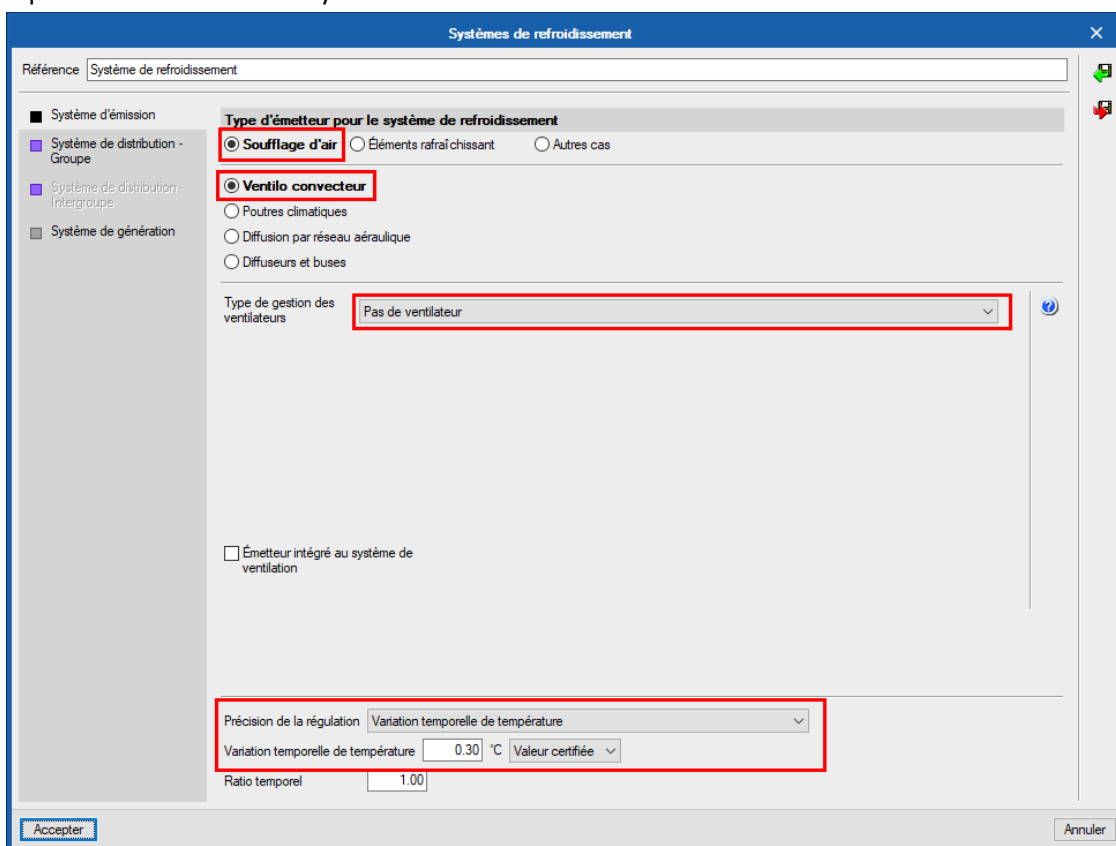 Systèmes de refroidissement
Référence Système de refroidissement
Système d'émission
Système de distribution - Groupe
Système de distribution - Intergroupe
Système de génération
Type d'émetteur pour le système de refroidissement
Soufflage d'air Éléments rafraîchissant Autres cas
Ventilo convecteur
Poutres climatiques
Diffusion par réseau aéraulique
Diffuseurs et buses
Type de gestion des ventilateurs Pas de ventilateur
Émetteur intégré au système de ventilation
Précision de la régulation Variation temporelle de température
Variation temporelle de température 0.30 °C Valeur certifiée
Ratio temporel 1.00
Accepter Annuler